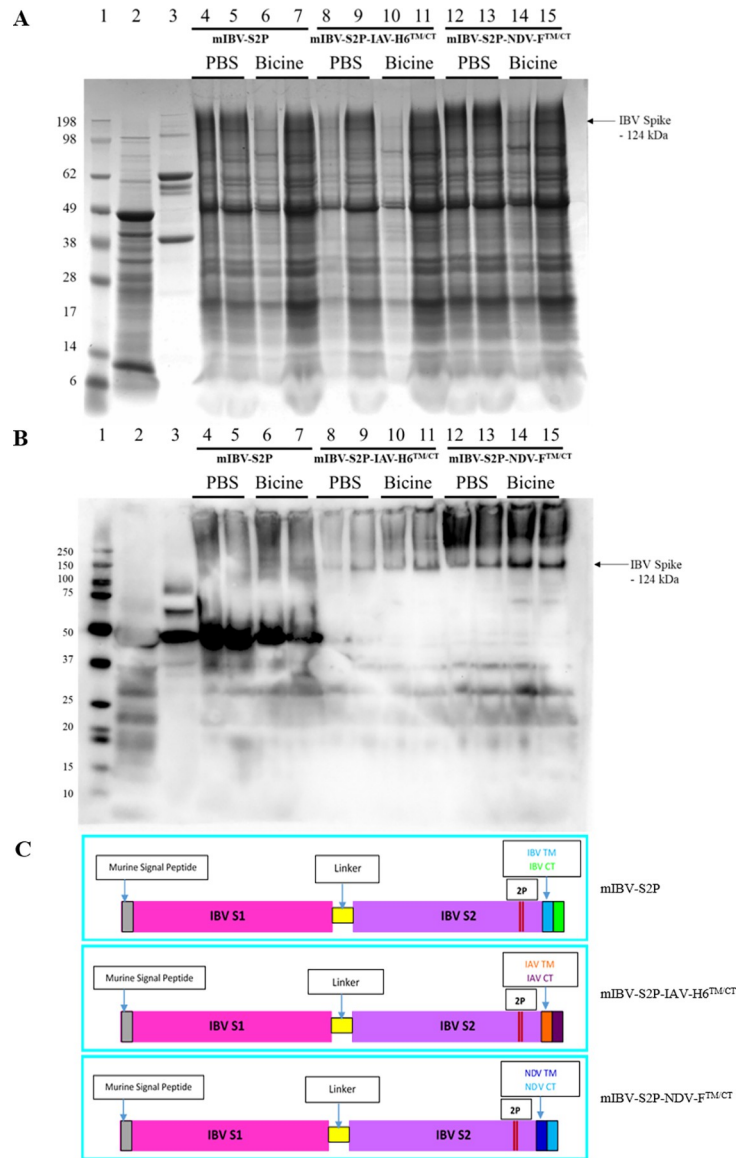 A
1 2 3 4 5 6 7 8 9 10 11 12 13 14 15
mIBV-S2P mIBV-S2P-IAV-H6TM/CT mIBV-S2P-NDV-FTM/CT
PBS Bicine PBS Bicine PBS Bicine
198
98
62
49
38
28
17
14
6
IBV Spike
- 124 kDa
B
1 2 3 4 5 6 7 8 9 10 11 12 13 14 15
mIBV-S2P mIBV-S2P-IAV-H6TM/CT mIBV-S2P-NDV-FTM/CT
PBS Bicine PBS Bicine PBS Bicine
250
150
100
75
50
37
25
20
15
10
IBV Spike
- 124 kDa
C
Murine Signal Peptide
Linker
IBV TM
IBV CT
2P
IBV S1
IBV S2
mIBV-S2P
Murine Signal Peptide
Linker
IAV TM
IAV CT
2P
IBV S1
IBV S2
mIBV-S2P-IAV-H6TM/CT
Murine Signal Peptide
Linker
NDV TM
NDV CT
2P
IBV S1
IBV S2
mIBV-S2P-NDV-FTM/CT